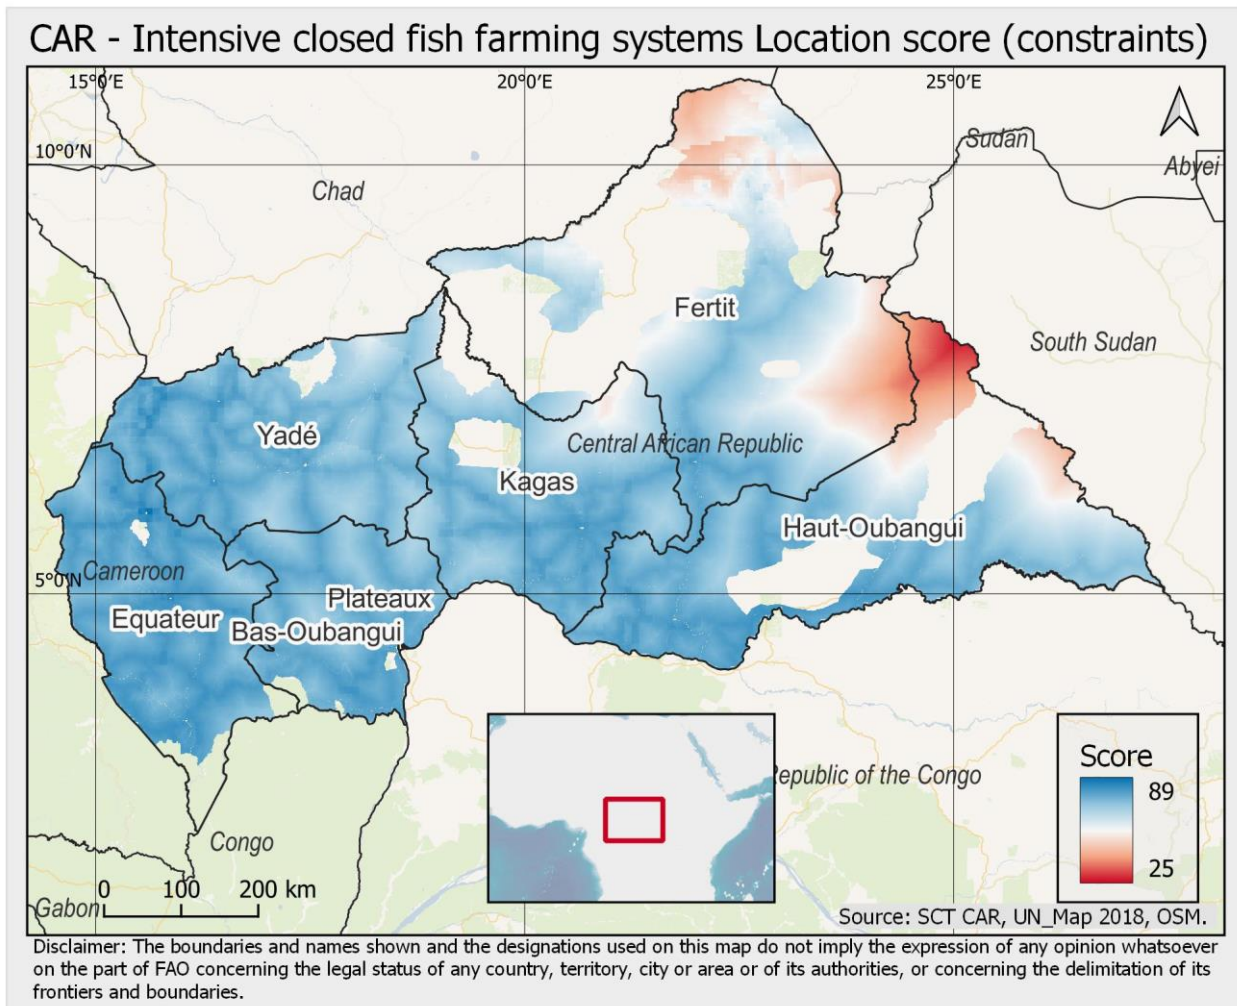 CAR - Intensive closed fish farming systems Location score (constraints)
15°0′E
20°0′E
25°0′E
10°0′N
Sudan
Abyei
Chad
Fertit
South Sudan
Yadé
Central African Republic
Kagas
Haut-Oubangui
5°0′N
Cameroon
Plateaux
Equateur
Bas-Oubangui
Score
89
25
Republic of the Congo
Congo
0 100 200 km
Gabon
Source: SCT CAR, UN_Map 2018, OSM.
Disclaimer: The boundaries and names shown and the designations used on this map do not imply the expression of any opinion whatsoever
on the part of FAO concerning the legal status of any country, territory, city or area or of its authorities, or concerning the delimitation of its
frontiers and boundaries.